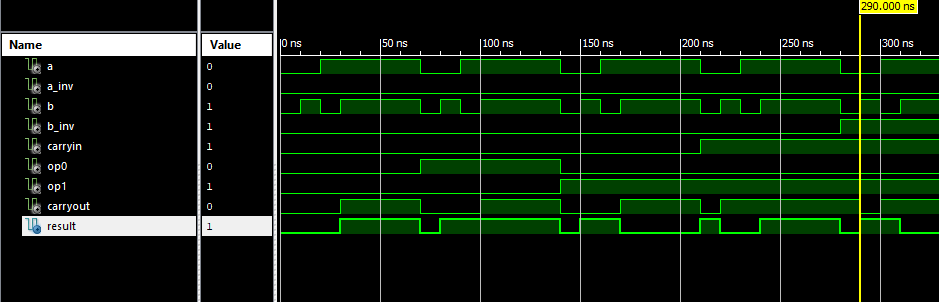 290.000 ns
Name Value 0 ns 50 ns 100 ns 150 ns 200 ns 250 ns 300 ns
a 0
a_inv 0
b 1
b_inv 1
carryin 1
op0 0
op1 1
carryout 0
result 1